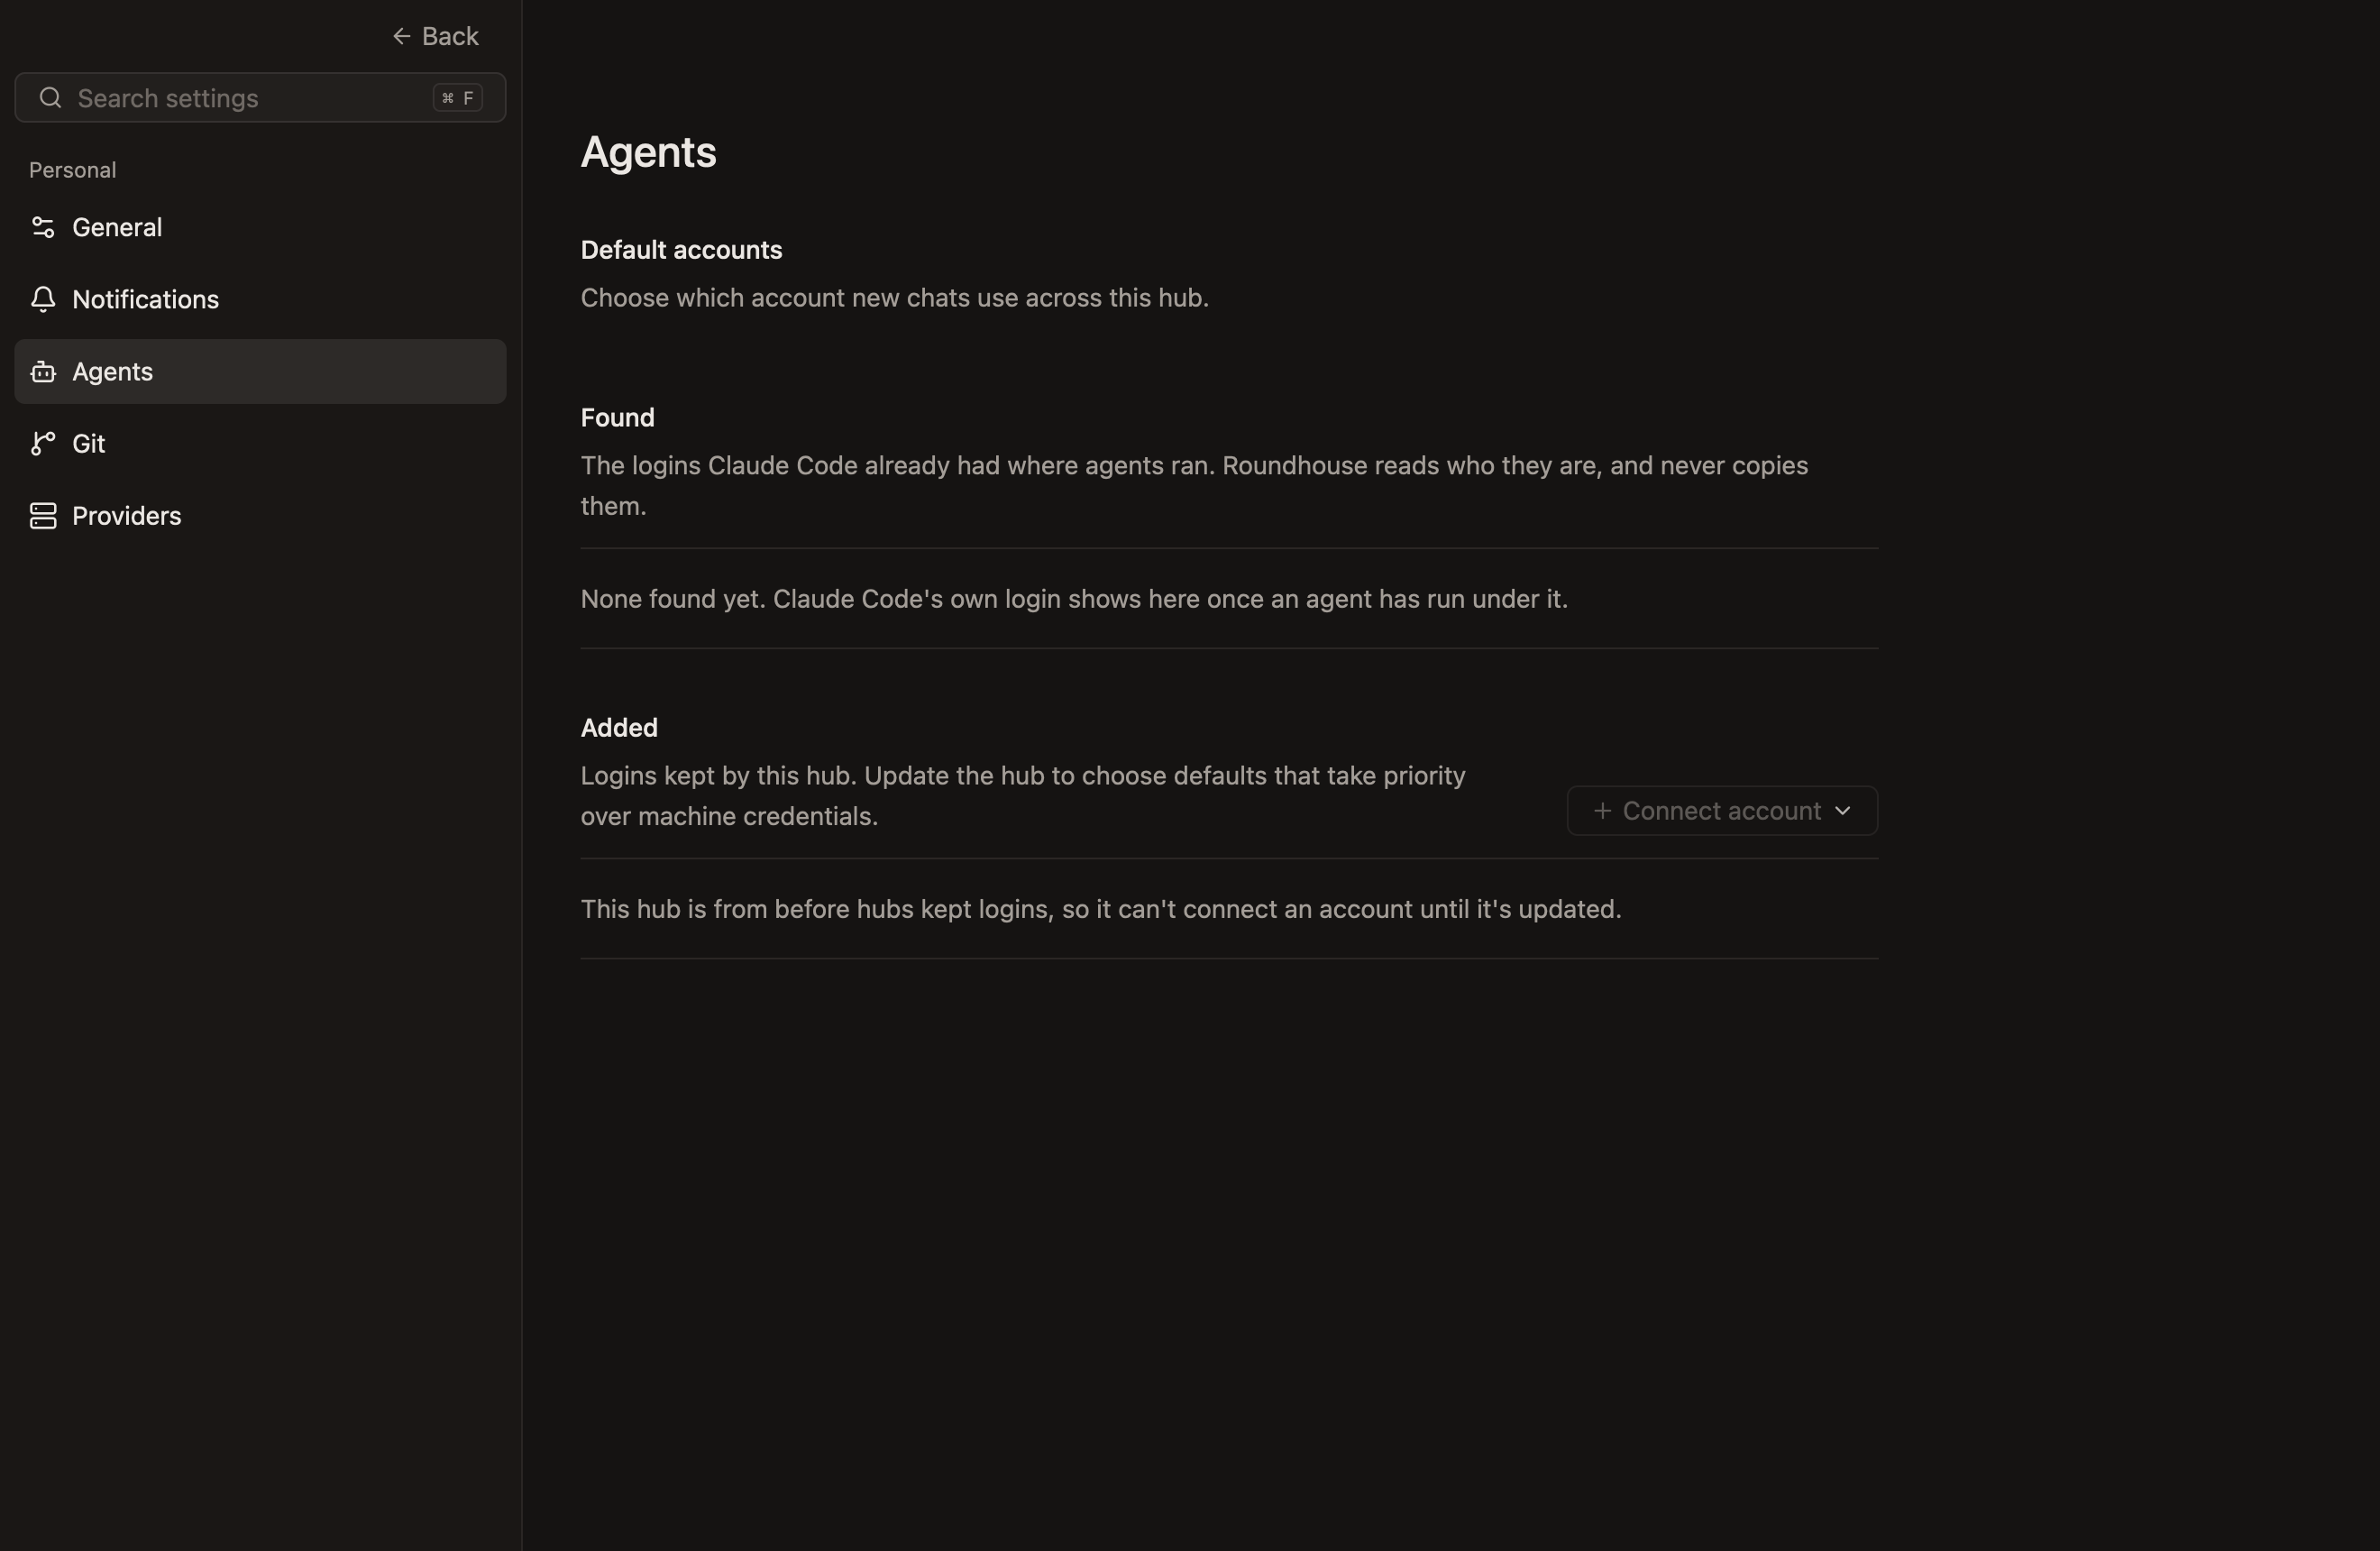 Back
Search settings
⌘ F
Personal
General
Notifications
Agents
Git
Providers
Agents
Default accounts
Choose which account new chats use across this hub.
Found
The logins Claude Code already had where agents ran. Roundhouse reads who they are, and never copies
them.
None found yet. Claude Code's own login shows here once an agent has run under it.
Added
Logins kept by this hub. Update the hub to choose defaults that take priority
over machine credentials.
Connect account
This hub is from before hubs kept logins, so it can't connect an account until it's updated.